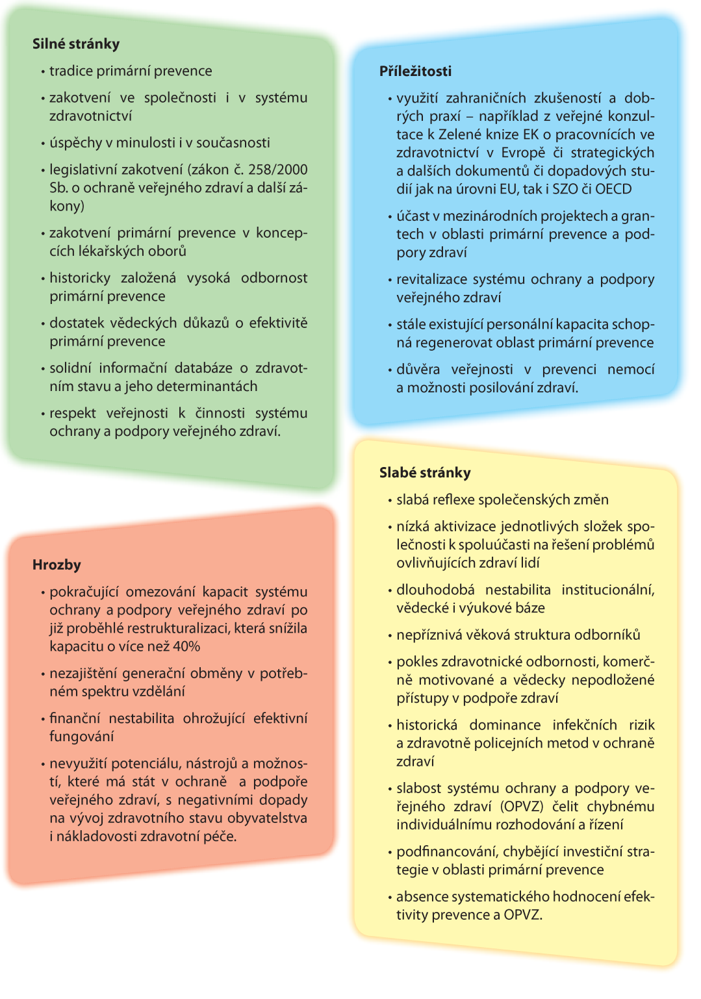 Silné stránky
• tradice primární prevence
• zakotvení ve společnosti i v systému
zdravotnictví
• úspěchy v minulosti i v současnosti
• legislativní zakotvení (zákon č. 258/2000
Sb. o ochraně veřejného zdraví a další zá-
kony)
• zakotvení primární prevence v koncep-
cích lékařských oborů
• historicky založená vysoká odbornost
primární prevence
• dostatek vědeckých důkazů o efektivitě
primární prevence
• solidní informační databáze o zdravot-
ním stavu a jeho determinantách
• respekt veřejnosti k činnosti systému
ochrany a podpory veřejného zdraví.
Příležitosti
• využití zahraničních zkušeností a dob-
rých praxí – například z veřejné konzul-
tace k Zelené knize EK o pracovnících ve
zdravotnictví v Evropě či strategických
a dalších dokumentů či dopadových stu-
dií jak na úrovni EU, tak i SZO či OECD
• účast v mezinárodních projektech a gran-
tech v oblasti primární prevence a pod-
pory zdraví
• revitalizace systému ochrany a podpory
veřejného zdraví
• stále existující personální kapacita schop-
ná regenerovat oblast primární prevence
• důvěra veřejnosti v prevenci nemocí
a možnosti posilování zdraví.
Hrozby
• pokračující omezování kapacit systému
ochrany a podpory veřejného zdraví po
již proběhlé restrukturalizaci, která snížila
kapacitu o více než 40%
• nezajištění generační obměny v potřeb-
ném spektru vzdělání
• finanční nestabilita ohrožující efektivní
fungování
• nevyužití potenciálu, nástrojů a možnos-
tí, které má stát v ochraně a podpoře
veřejného zdraví, s negativními dopady
na vývoj zdravotního stavu obyvatelstva
i nákladovosti zdravotní péče.
Slabé stránky
• slabá reflexe společenských změn
• nízká aktivizace jednotlivých složek spo-
lečnosti k spoluúčasti na řešení problémů
ovlivňujících zdraví lidí
• dlouhodobá nestabilita institucionální,
vědecké i výukové báze
• nepříznivá věková struktura odborníků
• pokles zdravotnické odbornosti, komerč-
ně motivované a vědecky nepodložené
přístupy v podpoře zdraví
• historická dominance infekčních rizik
a zdravotně policejních metod v ochraně
zdraví
• slabost systému ochrany a podpory ve-
řejného zdraví (OPVZ) čelit chybnému
individuálnímu rozhodování a řízení
• podfinancování, chybějící investiční stra-
tegie v oblasti primární prevence
• absence systematického hodnocení efek-
tivity prevence a OPVZ.